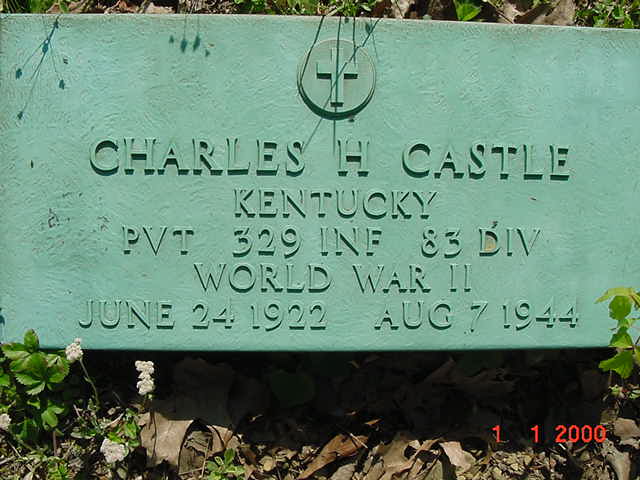 CHARLES H CASTLE
KENTUCKY
PVT 329 INF 83 DIV
WORLD WAR II
JUNE 24 1922 AUG 7 1944
1 1 2000